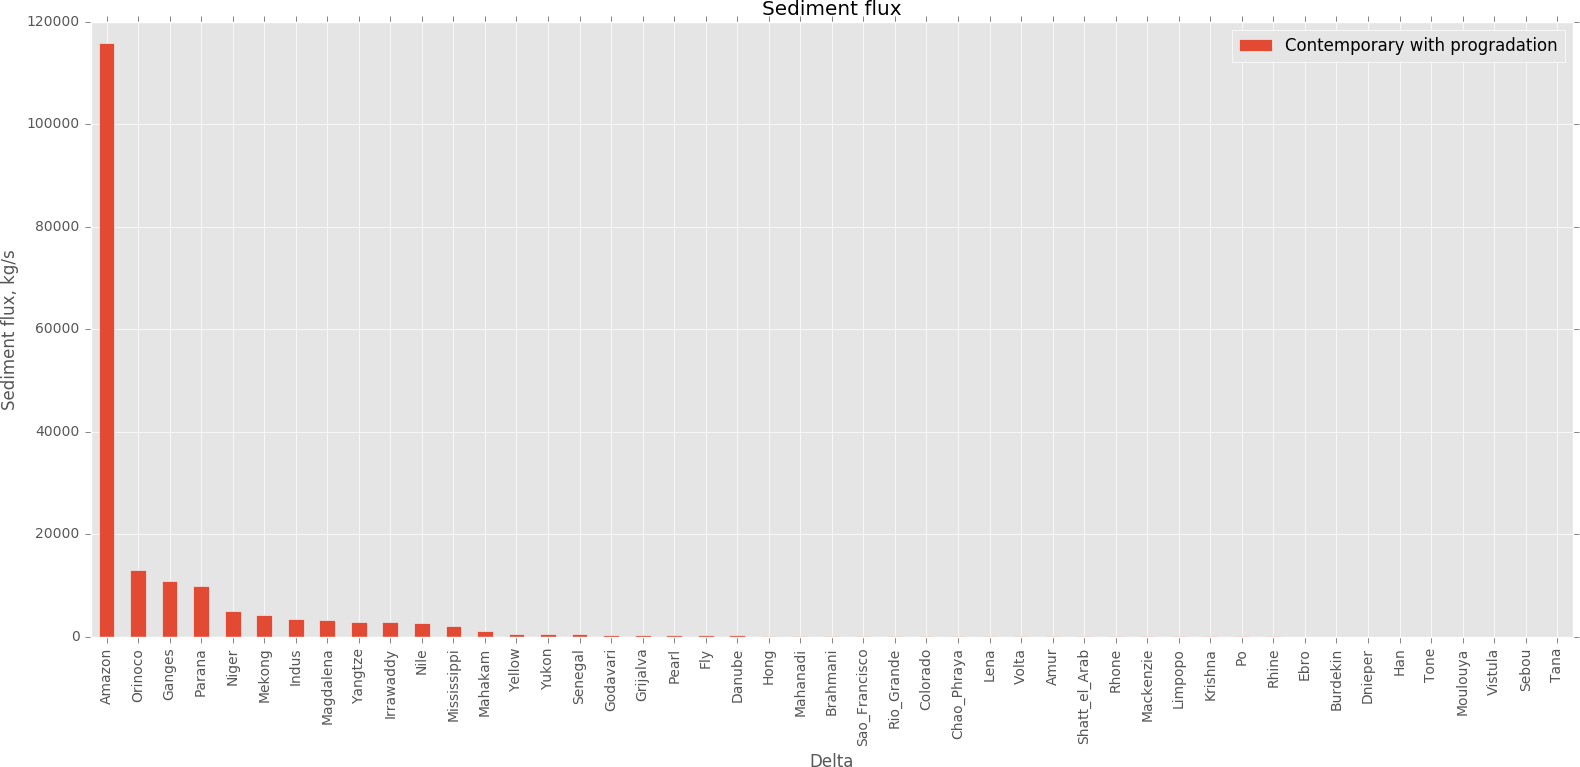 Sediment flux
Contemporary with progradation
Sediment flux, kg/s
120000
100000
80000
60000
40000
20000
0
Amazon
Orinoco
Ganges
Parana
Niger
Mekong
Indus
Magdalena
Yangtze
Irrawaddy
Nile
Mississippi
Mahakam
Yellow
Yukon
Senegal
Godavari
Grijalva
Pearl
Fly
Danube
Hong
Mahanadi
Brahmani
Sao_Francisco
Rio_Grande
Colorado
Chao_Phraya
Lena
Volta
Amur
Shatt_el_Arab
Rhone
Mackenzie
Limpopo
Krishna
Po
Rhine
Ebro
Burdekin
Dnieper
Han
Tone
Moulouya
Vistula
Sebou
Tana
Delta